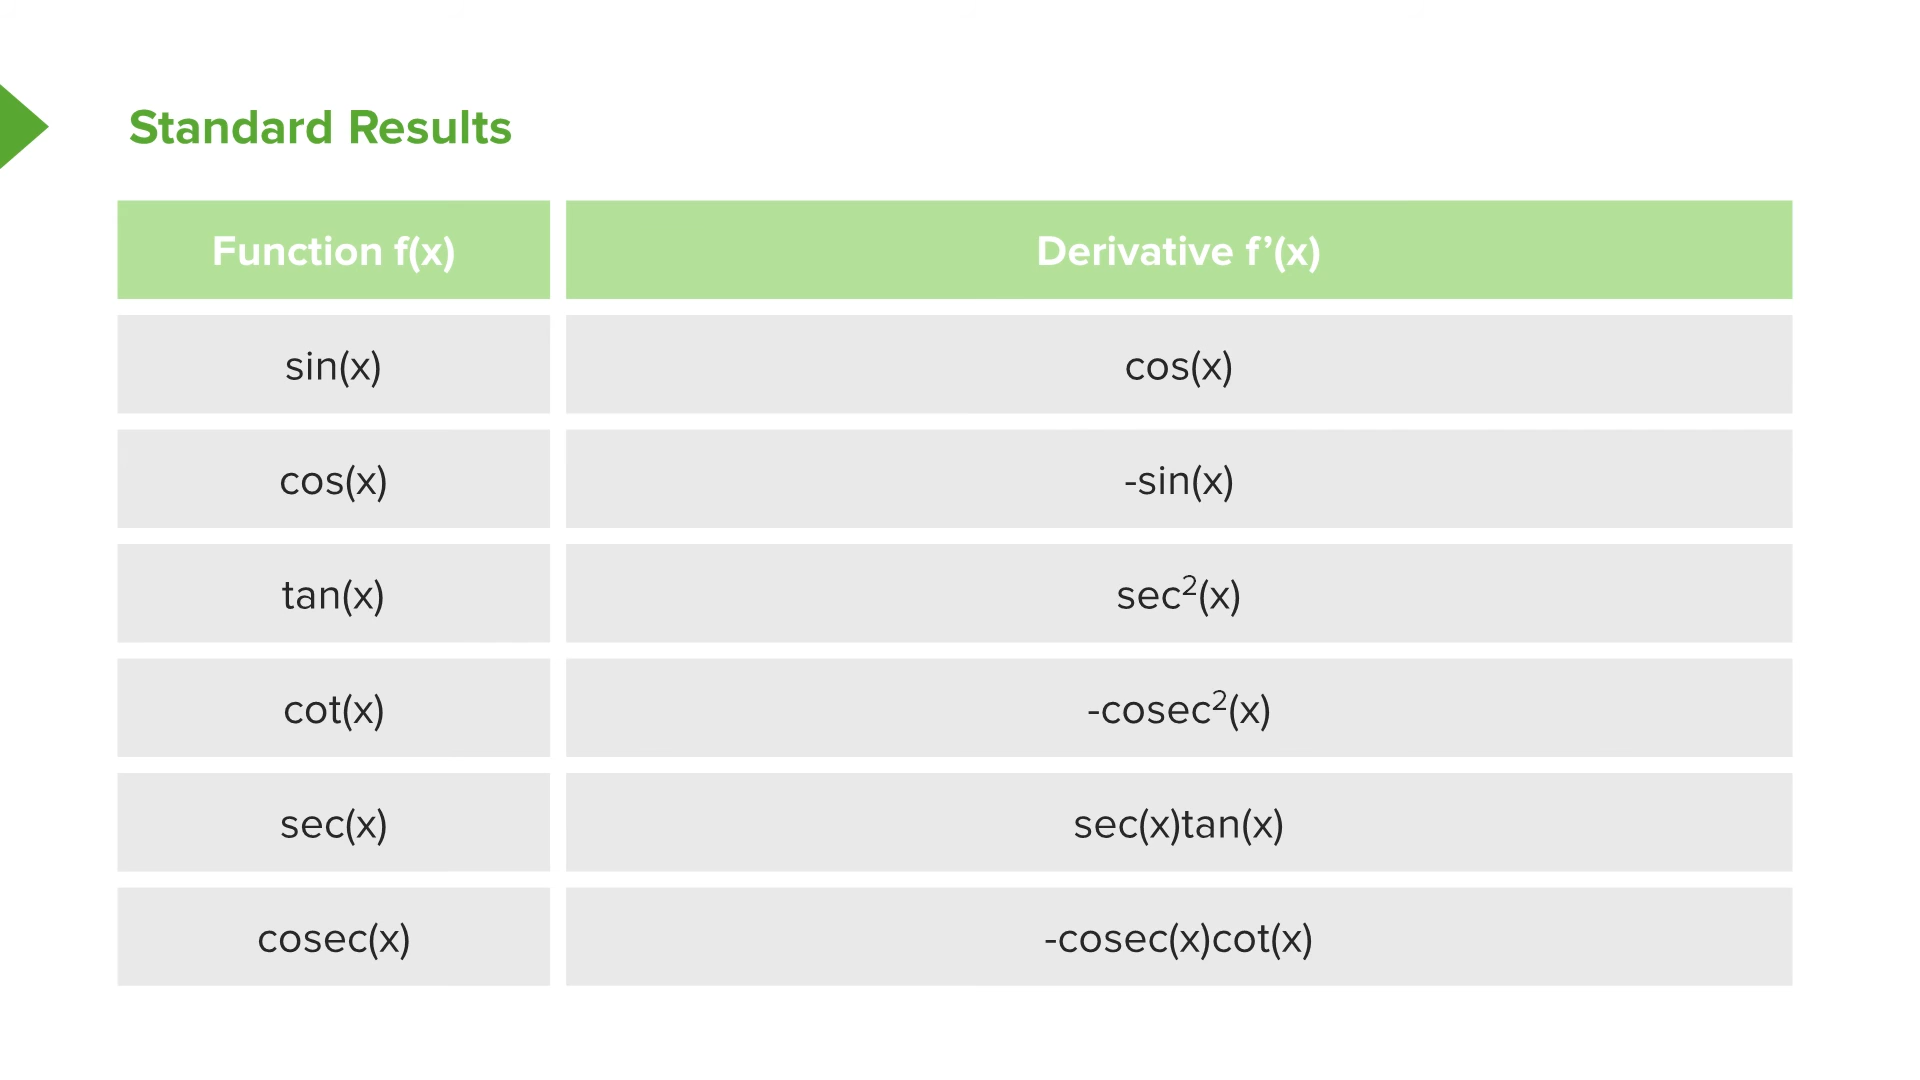 Standard Results
Function f(x) Derivative f’(x)
sin(x) cos(x)
cos(x) -sin(x)
tan(x) sec²(x)
cot(x) -cosec²(x)
sec(x) sec(x)tan(x)
cosec(x) -cosec(x)cot(x)